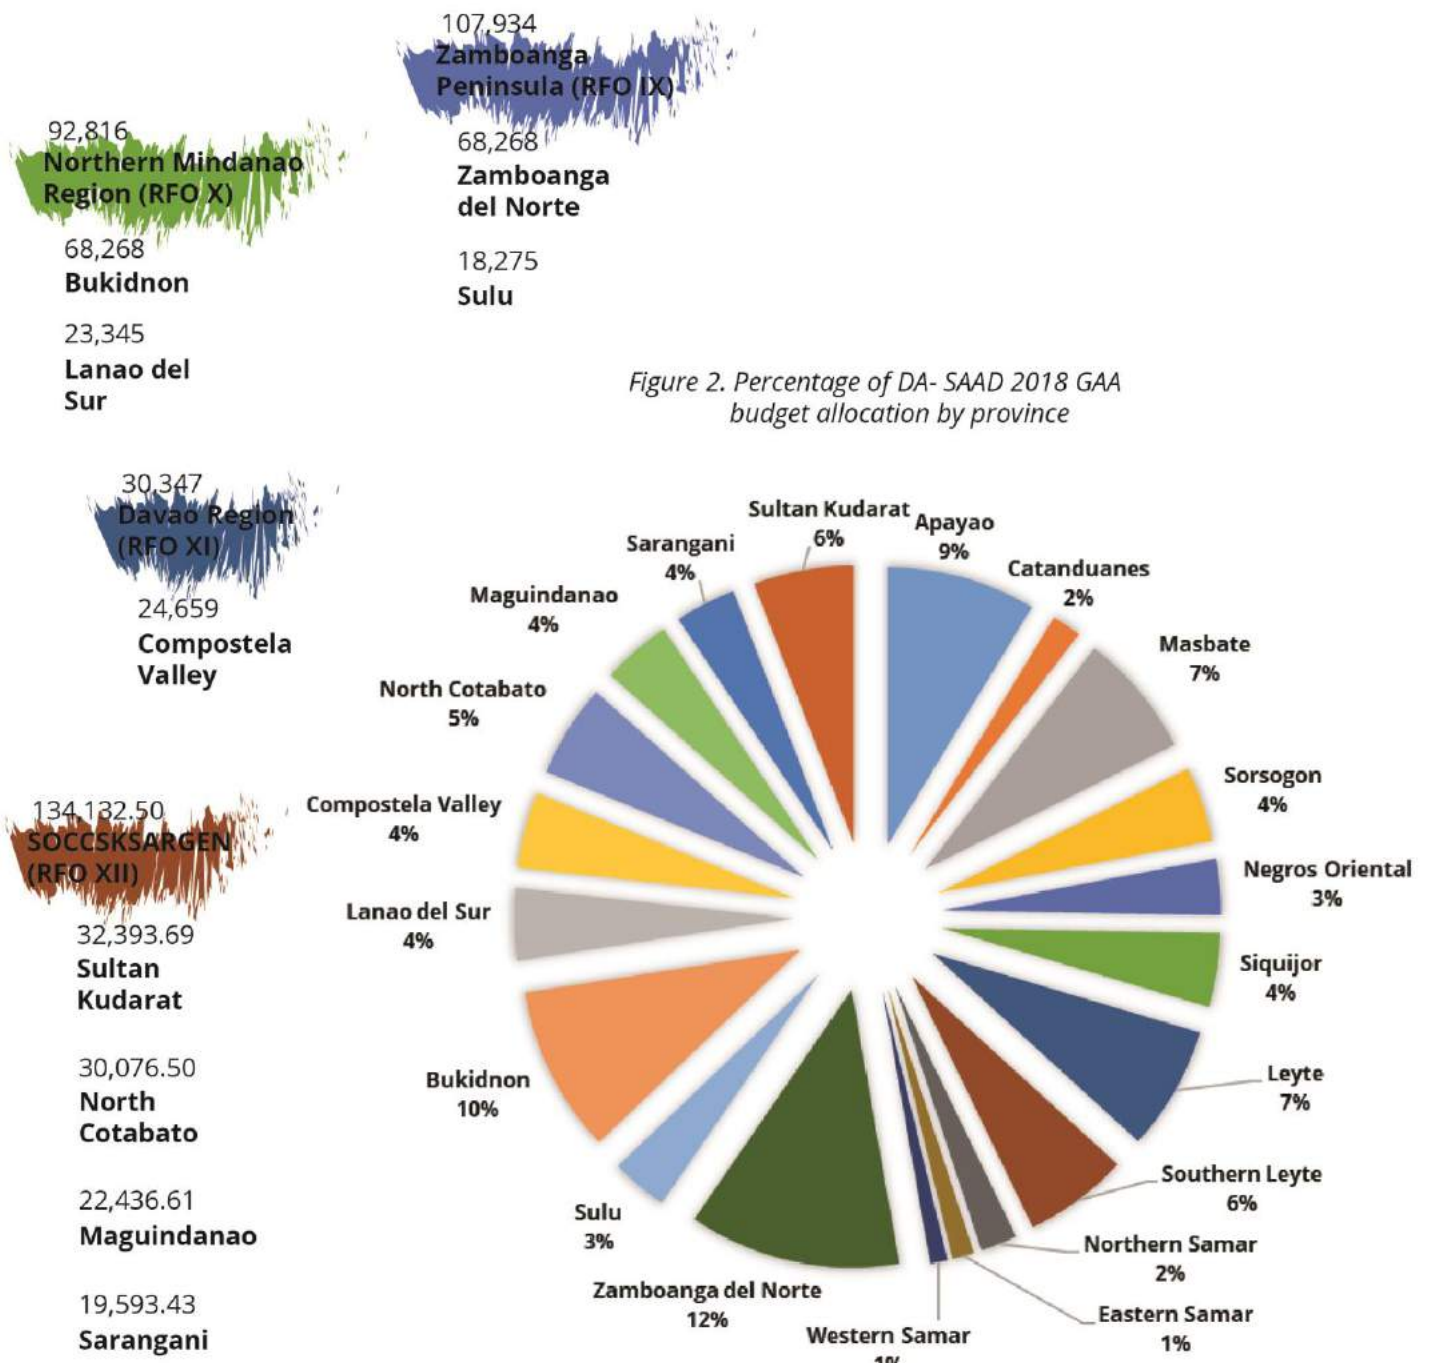 107,934
Zamboanga
Peninsula (RFO IX)
68,268
Zamboanga
del Norte
18,275
Sulu
92,816
Northern Mindanao
Region (RFO X)
68,268
Bukidnon
23,345
Lanao del
Sur
30,347
Davao Region
(RFO XI)
24,659
Compostela
Valley
134,132.50
SOCCSKSARGEN
(RFO XII)
32,393.69
Sultan
Kudarat
30,076.50
North
Cotabato
22,436.61
Maguindanao
19,593.43
Sarangani
Figure 2. Percentage of DA- SAAD 2018 GAA
budget allocation by province
Sultan Kudarat
6%
Apayao
9%
Catanduanes
2%
Masbate
7%
Sorsogon
4%
Negros Oriental
3%
Siquijor
4%
Leyte
7%
Southern Leyte
6%
Northern Samar
2%
Eastern Samar
1%
Western Samar
1%
Zamboanga del Norte
12%
Sulu
3%
Bukidnon
10%
Lanao del Sur
4%
Compostela Valley
4%
North Cotabato
5%
Maguindanao
4%
Sarangani
4%